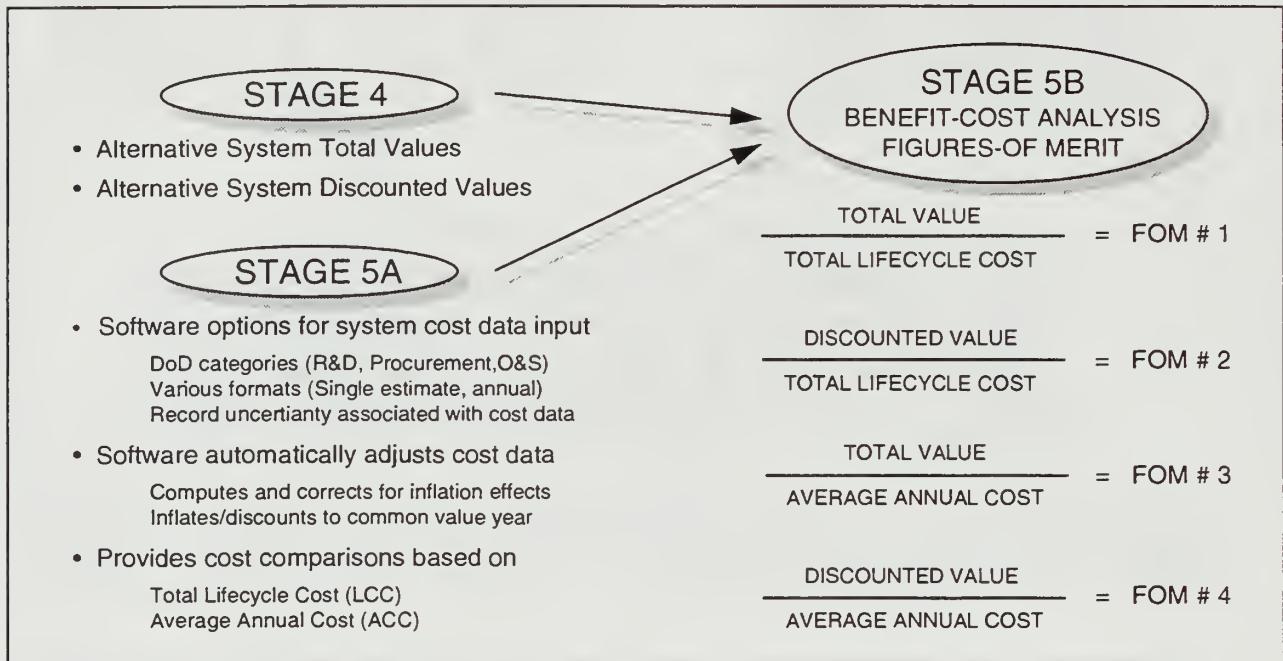 STAGE 4
• Alternative System Total Values
• Alternative System Discounted Values
STAGE 5A
• Software options for system cost data input
DoD categories (R&D, Procurement,O&S)
Various formats (Single estimate, annual)
Record uncertianty associated with cost data
• Software automatically adjusts cost data
Computes and corrects for inflation effects
Inflates/discounts to common value year
• Provides cost comparisons based on
Total Lifecycle Cost (LCC)
Average Annual Cost (ACC)
STAGE 5B
BENEFIT-COST ANALYSIS
FIGURES-OF MERIT
TOTAL VALUE
TOTAL LIFECYCLE COST
= FOM # 1
DISCOUNTED VALUE
TOTAL LIFECYCLE COST
= FOM # 2
TOTAL VALUE
AVERAGE ANNUAL COST
= FOM # 3
DISCOUNTED VALUE
AVERAGE ANNUAL COST
= FOM # 4